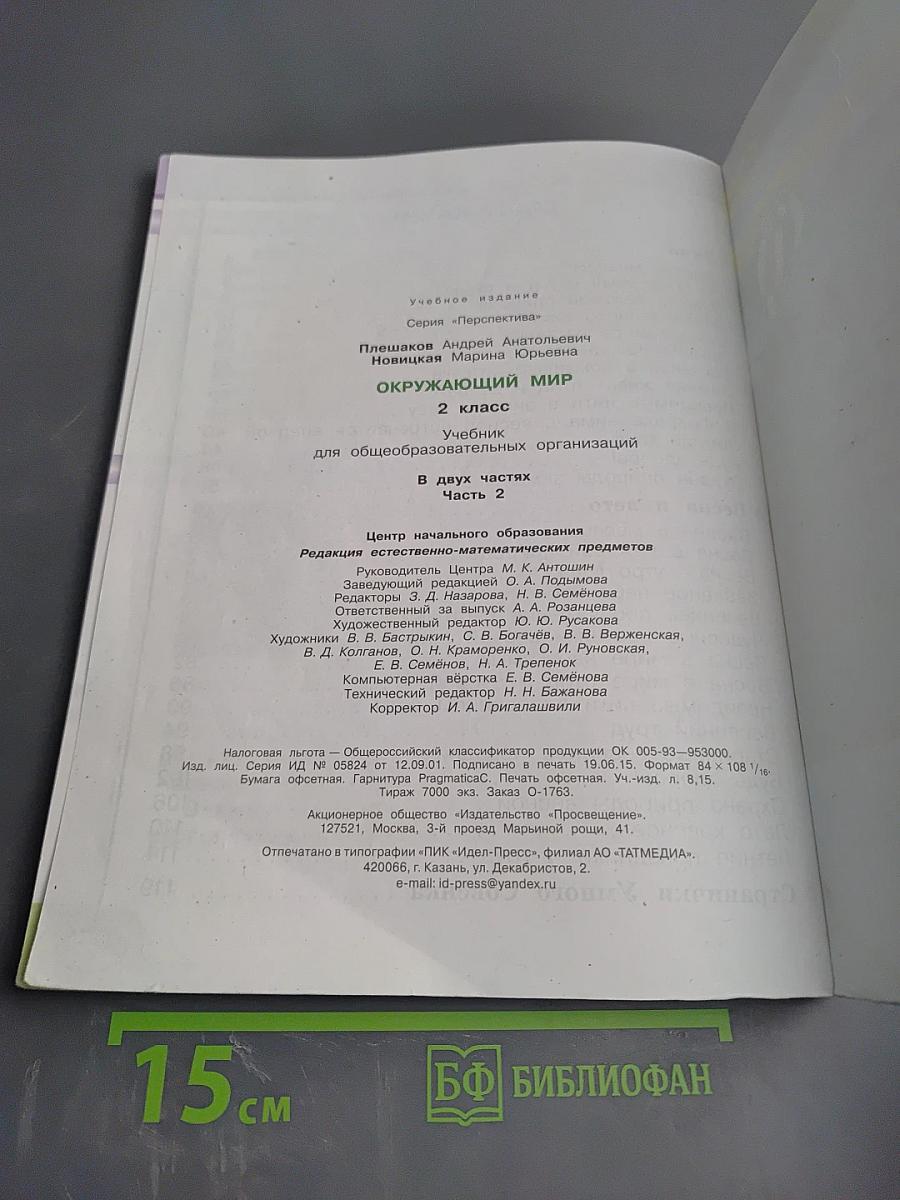 Учебное издание
Серия «Перспектива»
Плешаков Андрей Анатольевич
Новицкая Марина Юрьевна
ОКРУЖАЮЩИЙ МИР
2 класс
Учебник
для общеобразовательных организаций
В двух частях
Часть 2
Центр начального образования
Редакция естественно-математических предметов
Руководитель Центра М. К. Антошин
Заведующий редакцией О. А. Подымова
Редакторы З. Д. Назарова, Н. В. Семёнова
Ответственный за выпуск А. А. Розанцева
Художественный редактор Ю. Ю. Русакова
Художники В. В. Бастрыкин, С. В. Богачёв, В. В. Верженская,
В. Д. Колганов, О. Н. Краморенко, О. И. Руновская,
Е. В. Семёнов, Н. А. Трепенок
Компьютерная вёрстка Е. В. Семёнова
Технический редактор Н. Н. Бажанова
Корректор И. А. Григалашвили
Налоговая льгота — Общероссийский классификатор продукции ОК 005-93—953000.
Изд. лиц. Серия ИД № 05824 от 12.09.01. Подписано в печать 19.06.15. Формат 84 × 108 1/16.
Бумага офсетная. Гарнитура PragmaticaC. Печать офсетная. Уч.-изд. л. 8,15.
Тираж 7000 экз. Заказ О-1763.
Акционерное общество «Издательство «Просвещение».
127521, Москва, 3-й проезд Марьиной рощи, 41.
Отпечатано в типографии «ПИК «Идел-Пресс», филиал АО «ТАТМЕДИА».
420066, г. Казань, ул. Декабристов, 2.
e-mail: id-press@yandex.ru
Странички Умного Совёнка
15 см
БФ БИБЛИОФАН